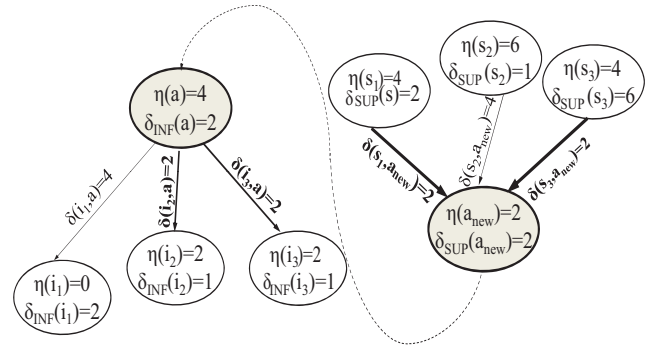 η(a)=4
δINF(a)=2
δ(i1,a)=4
δ(i2,a)=2
δ(i3,a)=2
η(i1)=0
δINF(i1)=2
η(i2)=2
δINF(i2)=1
η(i3)=2
δINF(i3)=1
η(s1)=4
δSUP(s)=2
η(s2)=6
δSUP(s2)=1
η(s3)=4
δSUP(s3)=6
δ(s1,anew)=2
δ(s2,anew)=4
δ(s3,anew)=2
η(anew)=2
δSUP(anew)=2